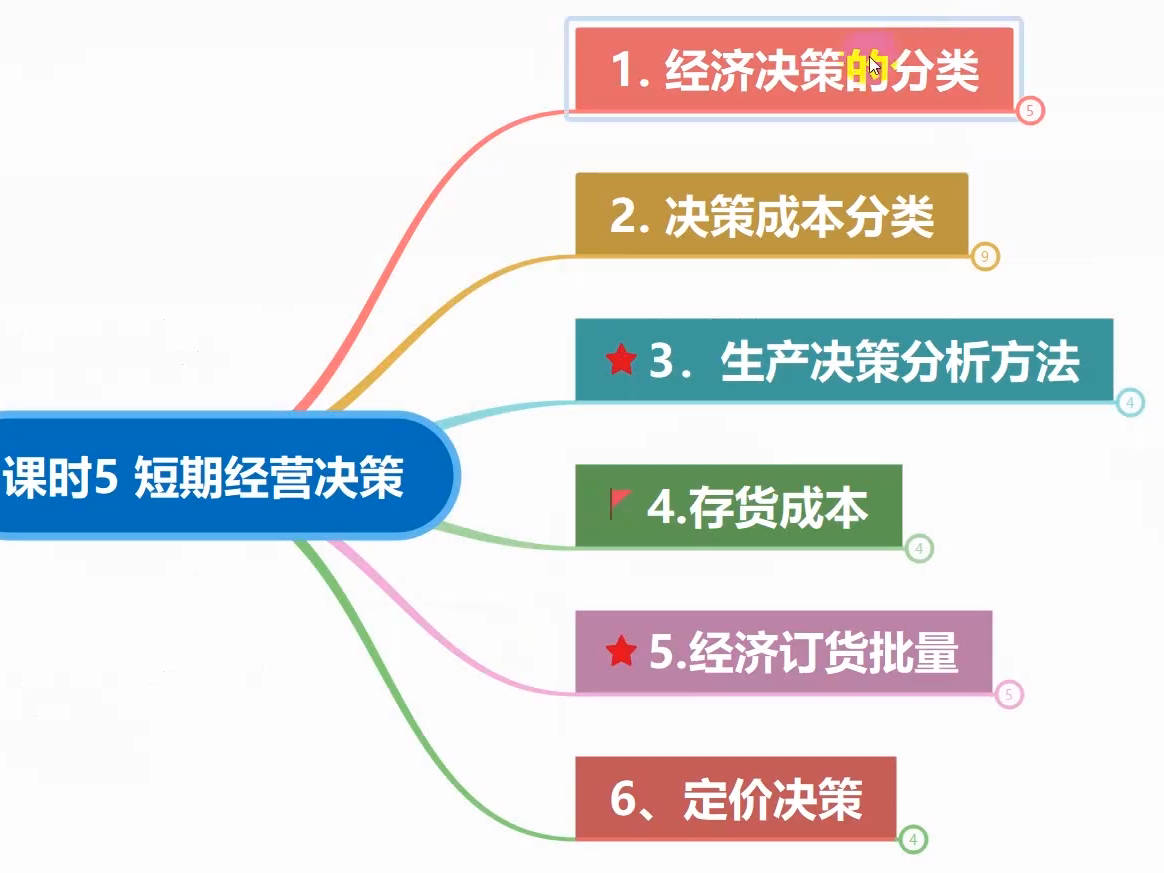 1. 经济决策的分类
5
2. 决策成本分类
9
3．生产决策分析方法
4
课时5 短期经营决策
4.存货成本
4
5.经济订货批量
5
6、定价决策
4